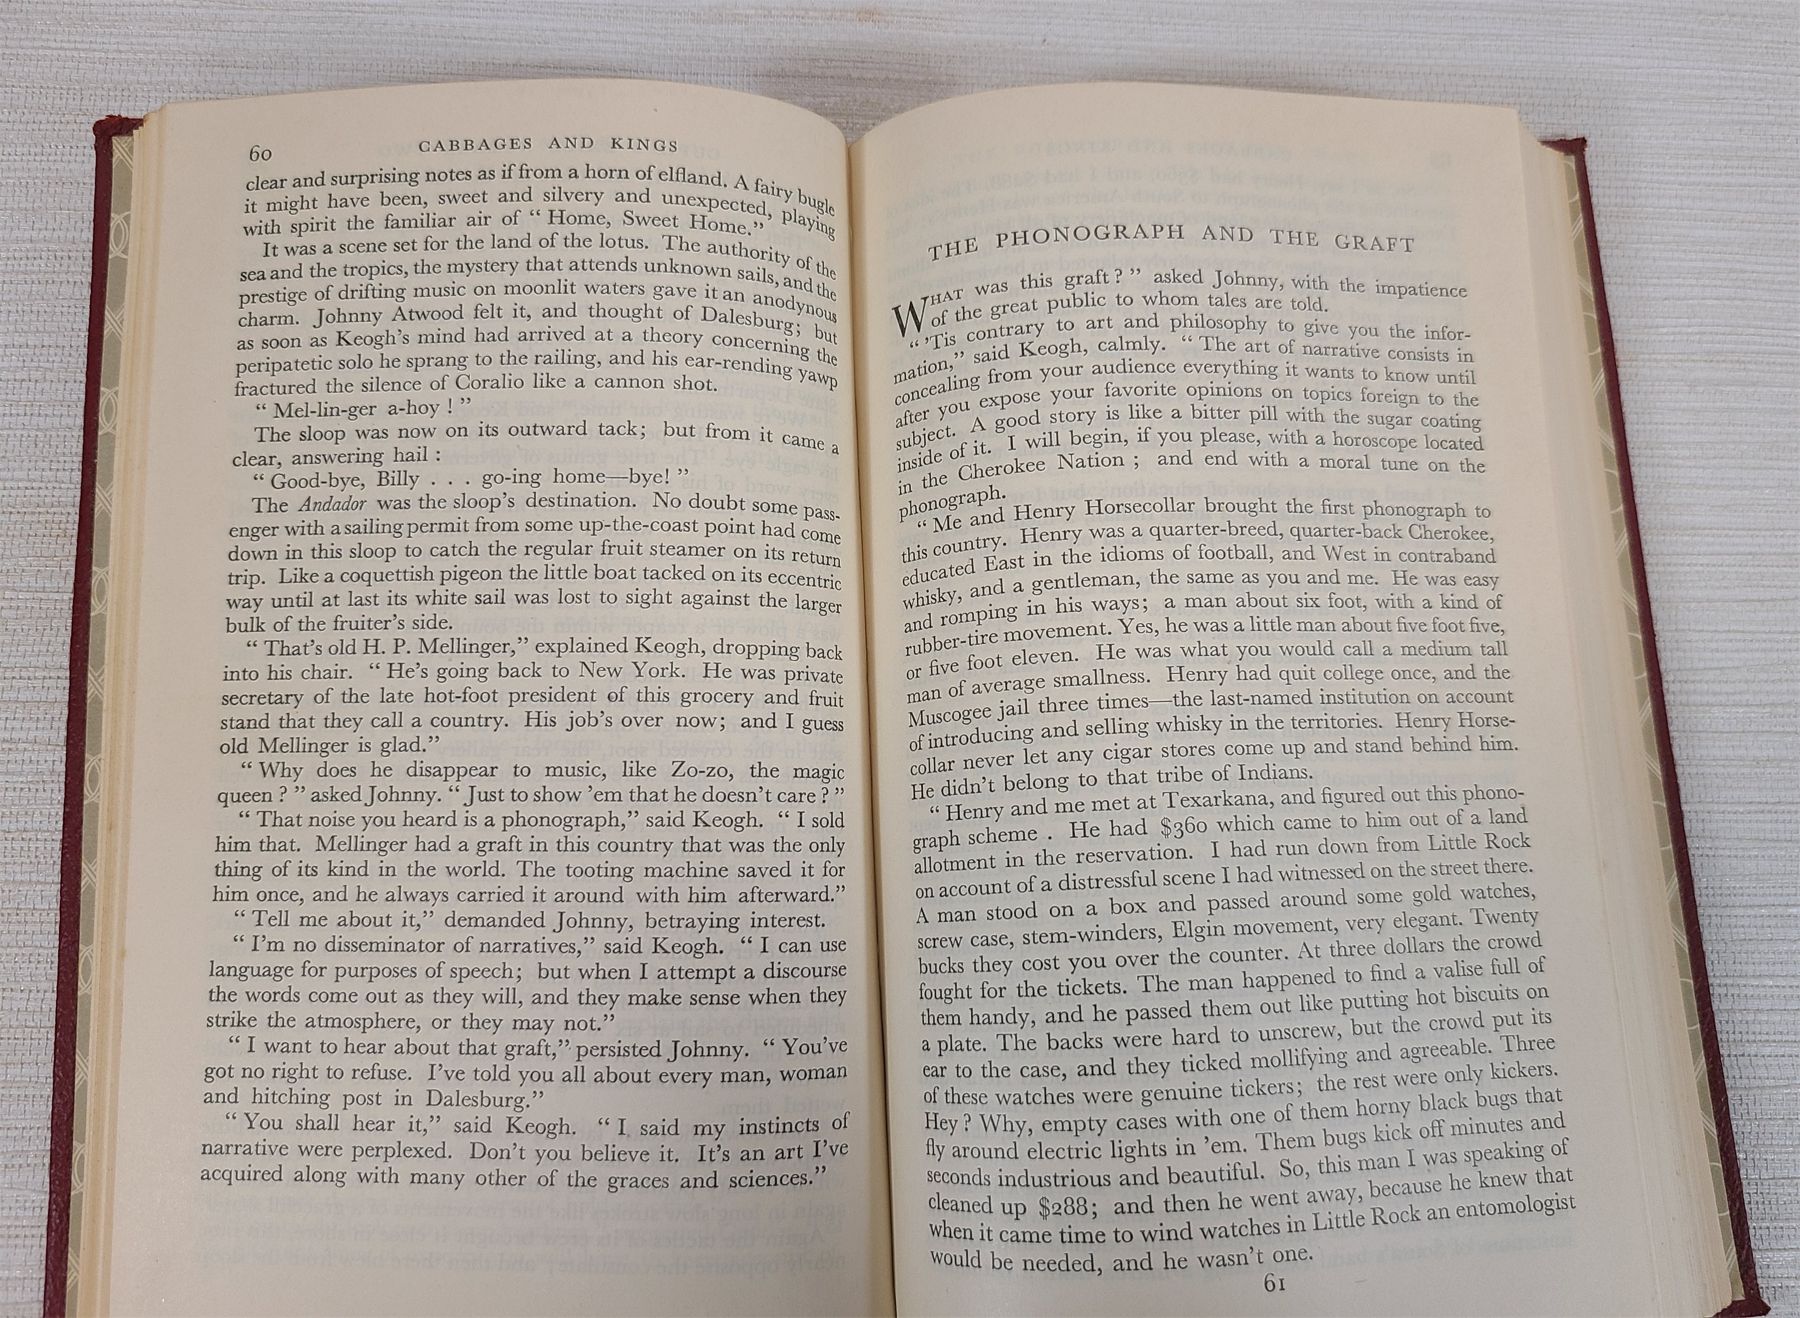 60
CABBAGES AND KINGS
clear and surprising notes as if from a horn of elfland. A fairy bugle
it might have been, sweet and silvery and unexpected, playing
with spirit the familiar air of “ Home, Sweet Home.”
It was a scene set for the land of the lotus. The authority of the
sea and the tropics, the mystery that attends unknown sails, and the
prestige of drifting music on moonlit waters gave it an anodynous
charm. Johnny Atwood felt it, and thought of Dalesburg; but
as soon as Keogh’s mind had arrived at a theory concerning the
peripatetic solo he sprang to the railing, and his ear-rending yawp
fractured the silence of Coralio like a cannon shot.
“ Mel-lin-ger a-hoy ! ”
The sloop was now on its outward tack; but from it came a
clear, answering hail :
“ Good-bye, Billy . . . go-ing home—bye! ”
The Andador was the sloop’s destination. No doubt some pass-
enger with a sailing permit from some up-the-coast point had come
down in this sloop to catch the regular fruit steamer on its return
trip. Like a coquettish pigeon the little boat tacked on its eccentric
way until at last its white sail was lost to sight against the larger
bulk of the fruiter’s side.
“ That’s old H. P. Mellinger,” explained Keogh, dropping back
into his chair. “ He’s going back to New York. He was private
secretary of the late hot-foot president of this grocery and fruit
stand that they call a country. His job’s over now; and I guess
old Mellinger is glad.”
“ Why does he disappear to music, like Zo-zo, the magic
queen ? ” asked Johnny. “ Just to show ’em that he doesn’t care ? ”
“ That noise you heard is a phonograph,” said Keogh. “ I sold
him that. Mellinger had a graft in this country that was the only
thing of its kind in the world. The tooting machine saved it for
him once, and he always carried it around with him afterward.”
“ Tell me about it,” demanded Johnny, betraying interest.
“ I’m no disseminator of narratives,” said Keogh. “ I can use
language for purposes of speech; but when I attempt a discourse
the words come out as they will, and they make sense when they
strike the atmosphere, or they may not.”
“ I want to hear about that graft,” persisted Johnny. “ You’ve
got no right to refuse. I’ve told you all about every man, woman
and hitching post in Dalesburg.”
“ You shall hear it,” said Keogh. “ I said my instincts of
narrative were perplexed. Don’t you believe it. It’s an art I’ve
acquired along with many other of the graces and sciences.”
THE PHONOGRAPH AND THE GRAFT
WHAT was this graft ? ” asked Johnny, with the impatience
of the great public to whom tales are told.
“ ’Tis contrary to art and philosophy to give you the infor-
mation,” said Keogh, calmly. “ The art of narrative consists in
concealing from your audience everything it wants to know until
after you expose your favorite opinions on topics foreign to the
subject. A good story is like a bitter pill with the sugar coating
inside of it. I will begin, if you please, with a horoscope located
in the Cherokee Nation ; and end with a moral tune on the
phonograph.
“ Me and Henry Horsecollar brought the first phonograph to
this country. Henry was a quarter-breed, quarter-back Cherokee,
educated East in the idioms of football, and West in contraband
whisky, and a gentleman, the same as you and me. He was easy
and romping in his ways; a man about six foot, with a kind of
rubber-tire movement. Yes, he was a little man about five foot five,
or five foot eleven. He was what you would call a medium tall
man of average smallness. Henry had quit college once, and the
Muscogee jail three times—the last-named institution on account
of introducing and selling whisky in the territories. Henry Horse-
collar never let any cigar stores come up and stand behind him.
He didn’t belong to that tribe of Indians.
“ Henry and me met at Texarkana, and figured out this phono-
graph scheme . He had $360 which came to him out of a land
allotment in the reservation. I had run down from Little Rock
on account of a distressful scene I had witnessed on the street there.
A man stood on a box and passed around some gold watches,
screw case, stem-winders, Elgin movement, very elegant. Twenty
bucks they cost you over the counter. At three dollars the crowd
fought for the tickets. The man happened to find a valise full of
them handy, and he passed them out like putting hot biscuits on
a plate. The backs were hard to unscrew, but the crowd put its
ear to the case, and they ticked mollifying and agreeable. Three
of these watches were genuine tickers; the rest were only kickers.
Hey ? Why, empty cases with one of them horny black bugs that
fly around electric lights in ’em. Them bugs kick off minutes and
seconds industrious and beautiful. So, this man I was speaking of
cleaned up $288; and then he went away, because he knew that
when it came time to wind watches in Little Rock an entomologist
would be needed, and he wasn’t one.
61